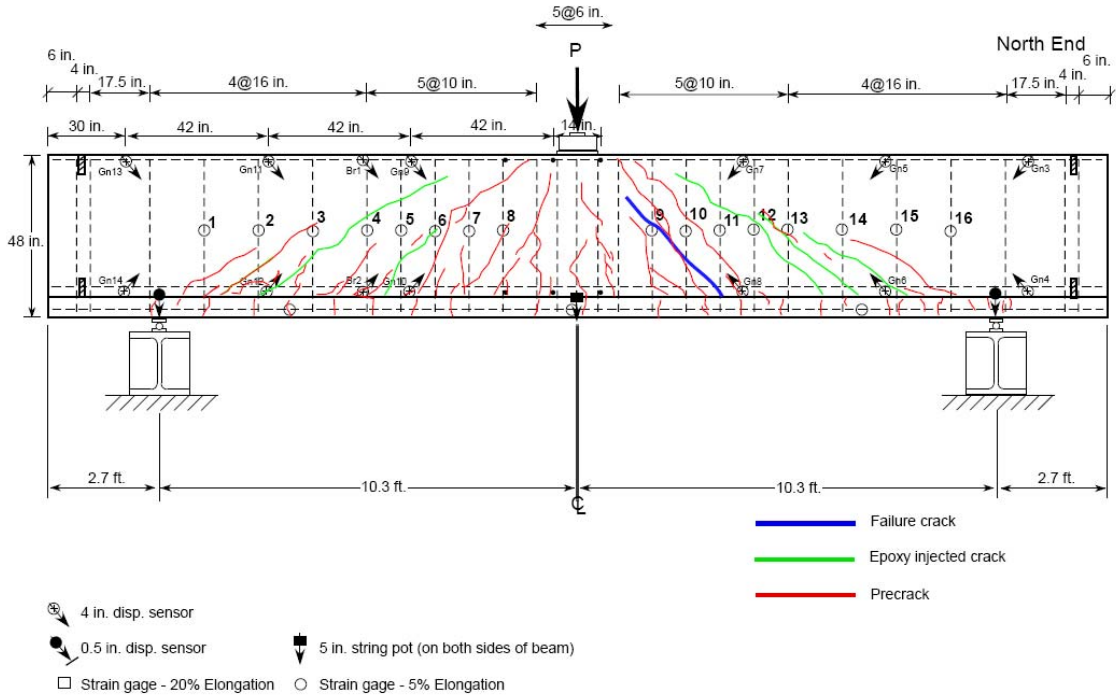 5@6 in.
P
North End
6 in.
4 in.
17.5 in.
4@16 in.
5@10 in.
5@10 in.
4@16 in.
17.5 in.
4 in.
6 in.
30 in.
42 in.
42 in.
42 in.
14 in.
Gn13
Gn11
Br1
Gn9
Gn7
Gn5
Gn3
48 in.
1
2
3
4
5
6
7
8
9
10
11
12
13
14
15
16
Gn14
Gn12
Br2
Gn10
Gn8
Gn6
Gn4
2.7 ft.
10.3 ft.
10.3 ft.
2.7 ft.
CL
Failure crack
Epoxy injected crack
Precrack
4 in. disp. sensor
0.5 in. disp. sensor
5 in. string pot (on both sides of beam)
Strain gage - 20% Elongation
Strain gage - 5% Elongation